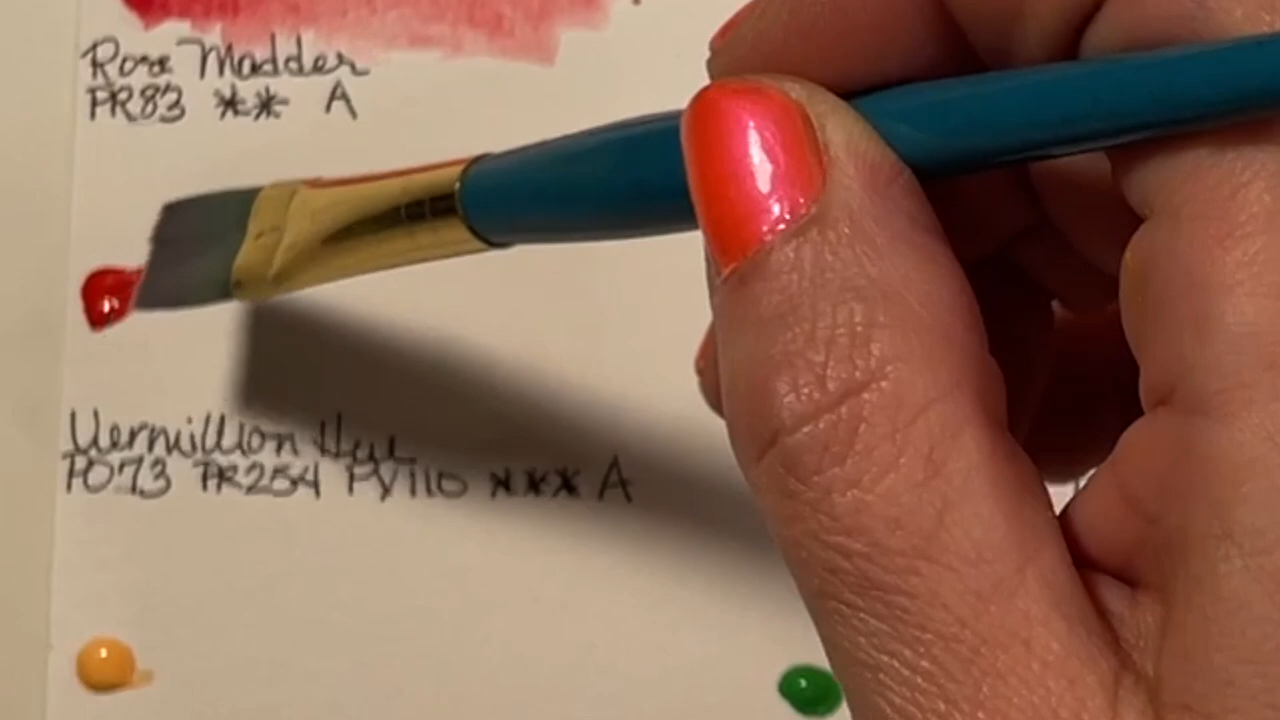 Rose Madder
PR83 ** A
Vermillion Hue
PO73 PR254 PY110 *** A